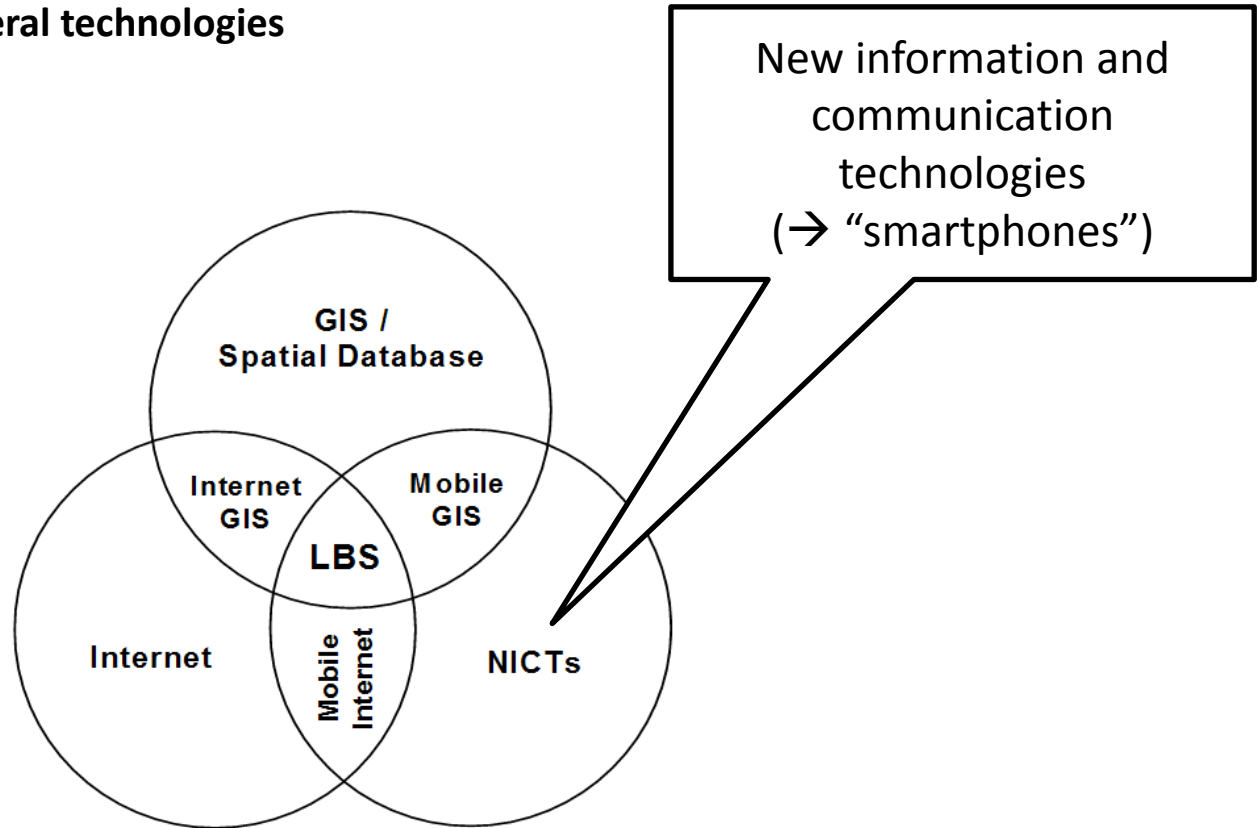 eral technologies
New information and
communication
technologies
(→ “smartphones”)
GIS /
Spatial Database
Internet
GIS
Mobile
GIS
LBS
Internet
Mobile
Internet
NICTs